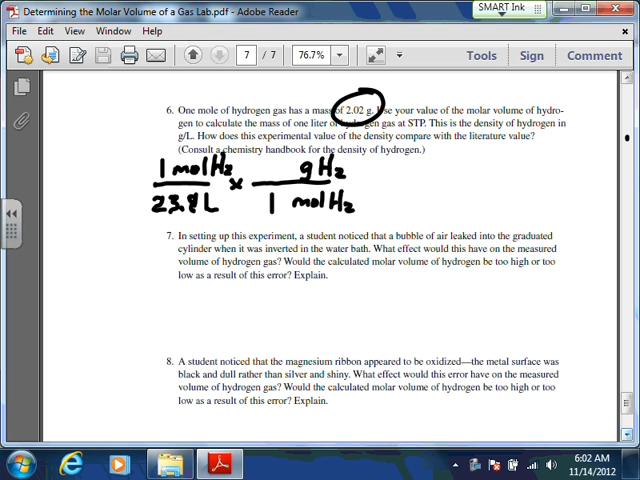 Determining the Molar Volume of a Gas Lab.pdf - Adobe Reader
SMART Ink
File Edit View Window Help
7 / 7
76.7%
Tools
Sign
Comment
6. One mole of hydrogen gas has a mass of 2.02 g. Use your value of the molar volume of hydro-
gen to calculate the mass of one liter of hydrogen gas at STP. This is the density of hydrogen in
g/L. How does this experimental value of the density compare with the literature value?
(Consult a chemistry handbook for the density of hydrogen.)
1 mol H2 × g H2
23.8 L 1 mol H2
7. In setting up this experiment, a student noticed that a bubble of air leaked into the graduated
cylinder when it was inverted in the water bath. What effect would this have on the measured
volume of hydrogen gas? Would the calculated molar volume of hydrogen be too high or too
low as a result of this error? Explain.
8. A student noticed that the magnesium ribbon appeared to be oxidized—the metal surface was
black and dull rather than silver and shiny. What effect would this error have on the measured
volume of hydrogen gas? Would the calculated molar volume of hydrogen be too high or too
low as a result of this error? Explain.
6:02 AM
11/14/2012